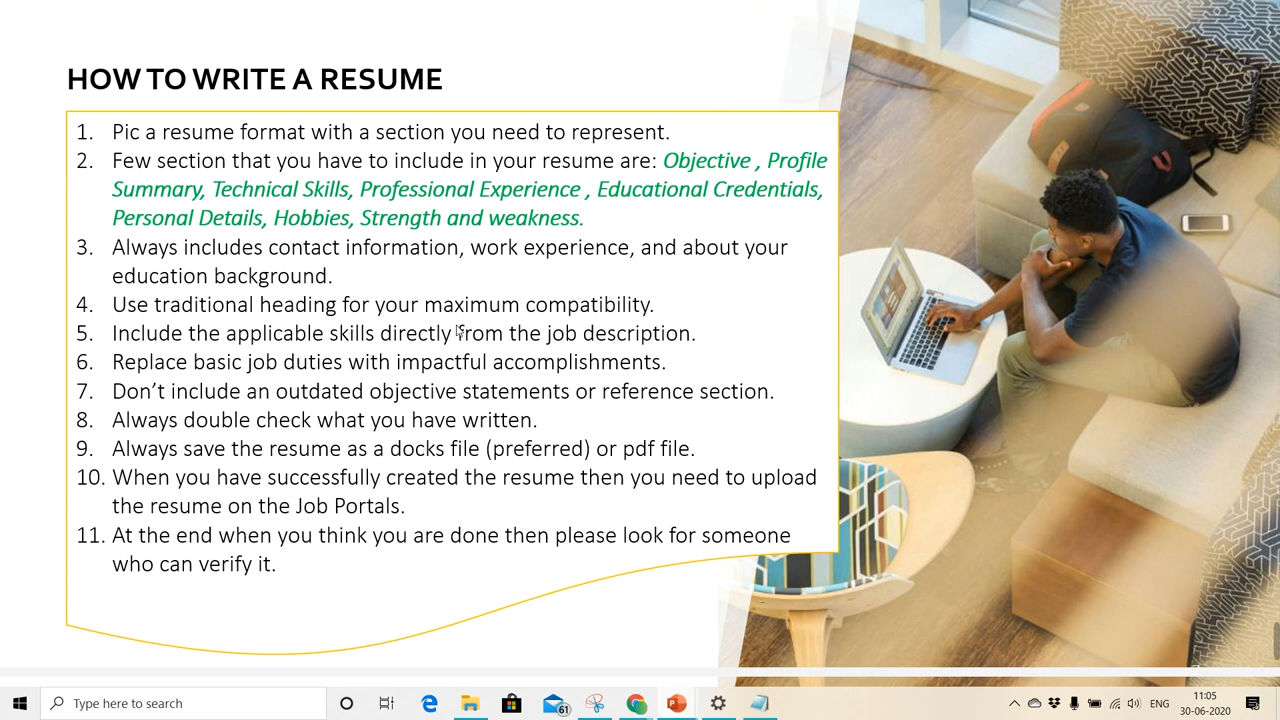 HOW TO WRITE A RESUME
1. Pic a resume format with a section you need to represent.
2. Few section that you have to include in your resume are: Objective , Profile
Summary, Technical Skills, Professional Experience , Educational Credentials,
Personal Details, Hobbies, Strength and weakness.
3. Always includes contact information, work experience, and about your
education background.
4. Use traditional heading for your maximum compatibility.
5. Include the applicable skills directly from the job description.
6. Replace basic job duties with impactful accomplishments.
7. Don’t include an outdated objective statements or reference section.
8. Always double check what you have written.
9. Always save the resume as a docks file (preferred) or pdf file.
10. When you have successfully created the resume then you need to upload
the resume on the Job Portals.
11. At the end when you think you are done then please look for someone
who can verify it.
Type here to search
61
ENG
11:05
30-06-2020